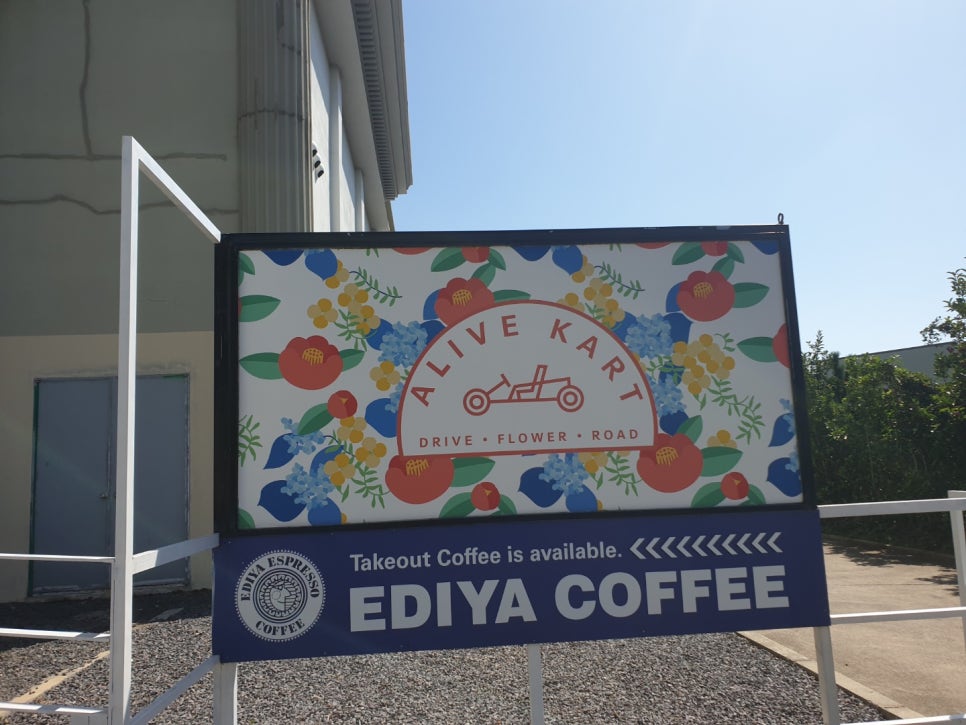 ALIVE KART
DRIVE • FLOWER • ROAD
Takeout Coffee is available.
EDIYA COFFEE
EDIYA ESPRESSO
COFFEE